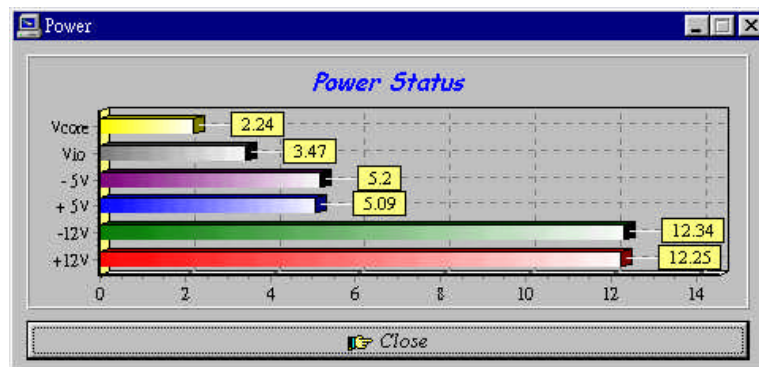 Power
Power Status
Vcore 2.24
Vio 3.47
- 5V 5.2
+ 5V 5.09
-12V 12.34
+12V 12.25
0 2 4 6 8 10 12 14
Close